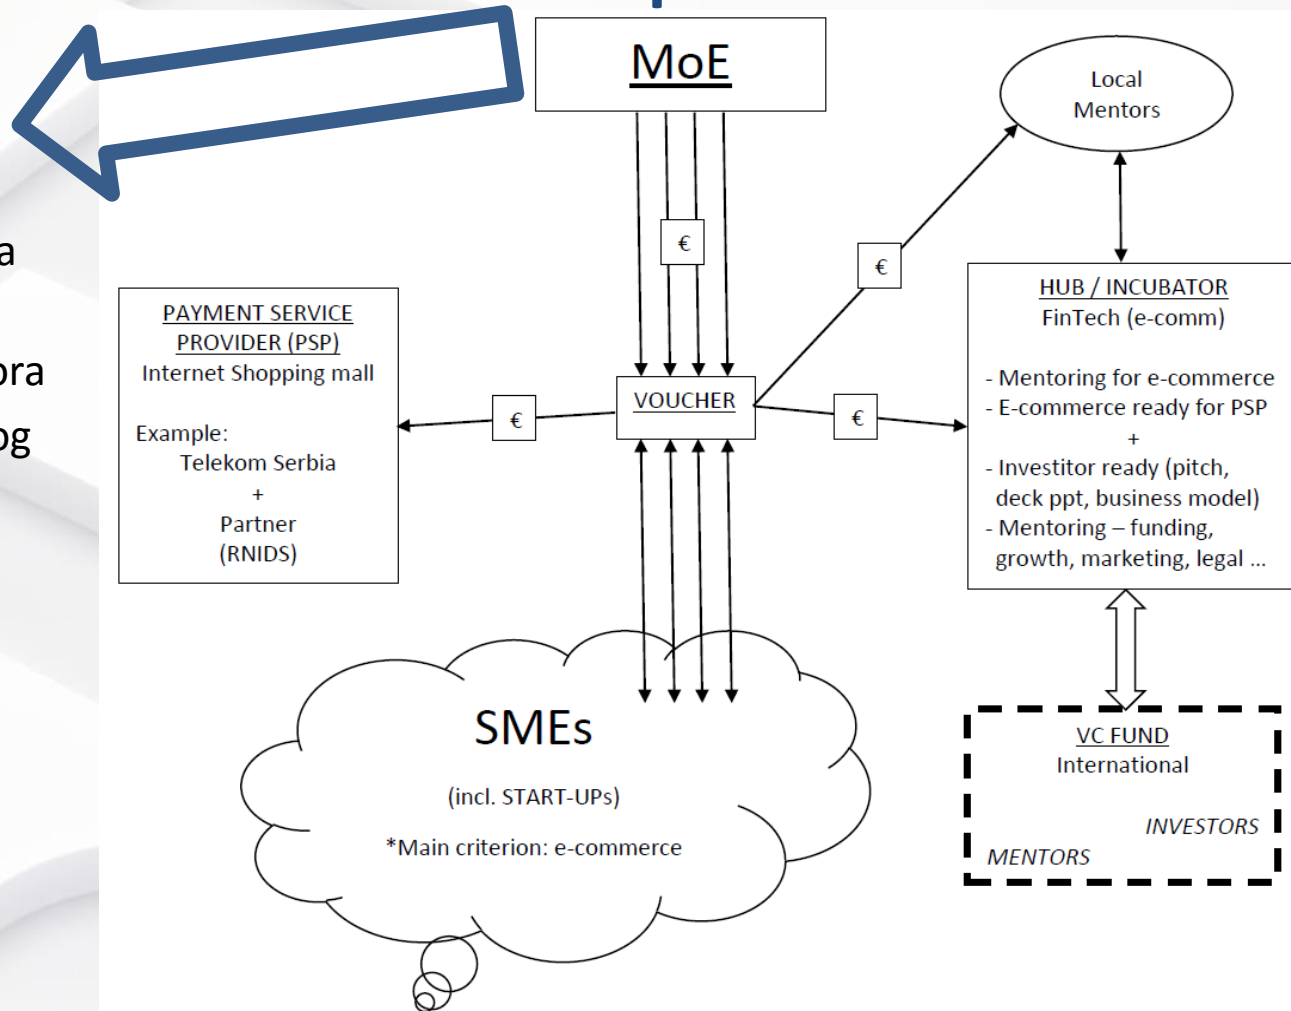 MoE
Local
Mentors
€
€
a
PAYMENT SERVICE
PROVIDER (PSP)
Internet Shopping mall
Example:
Telekom Serbia
+
Partner
(RNIDS)
ora
og
€
VOUCHER
€
HUB / INCUBATOR
FinTech (e-comm)
- Mentoring for e-commerce
- E-commerce ready for PSP
+
- Investitor ready (pitch,
deck ppt, business model)
- Mentoring – funding,
growth, marketing, legal ...
SMEs
(incl. START-UPs)
*Main criterion: e-commerce
VC FUND
International
INVESTORS
MENTORS